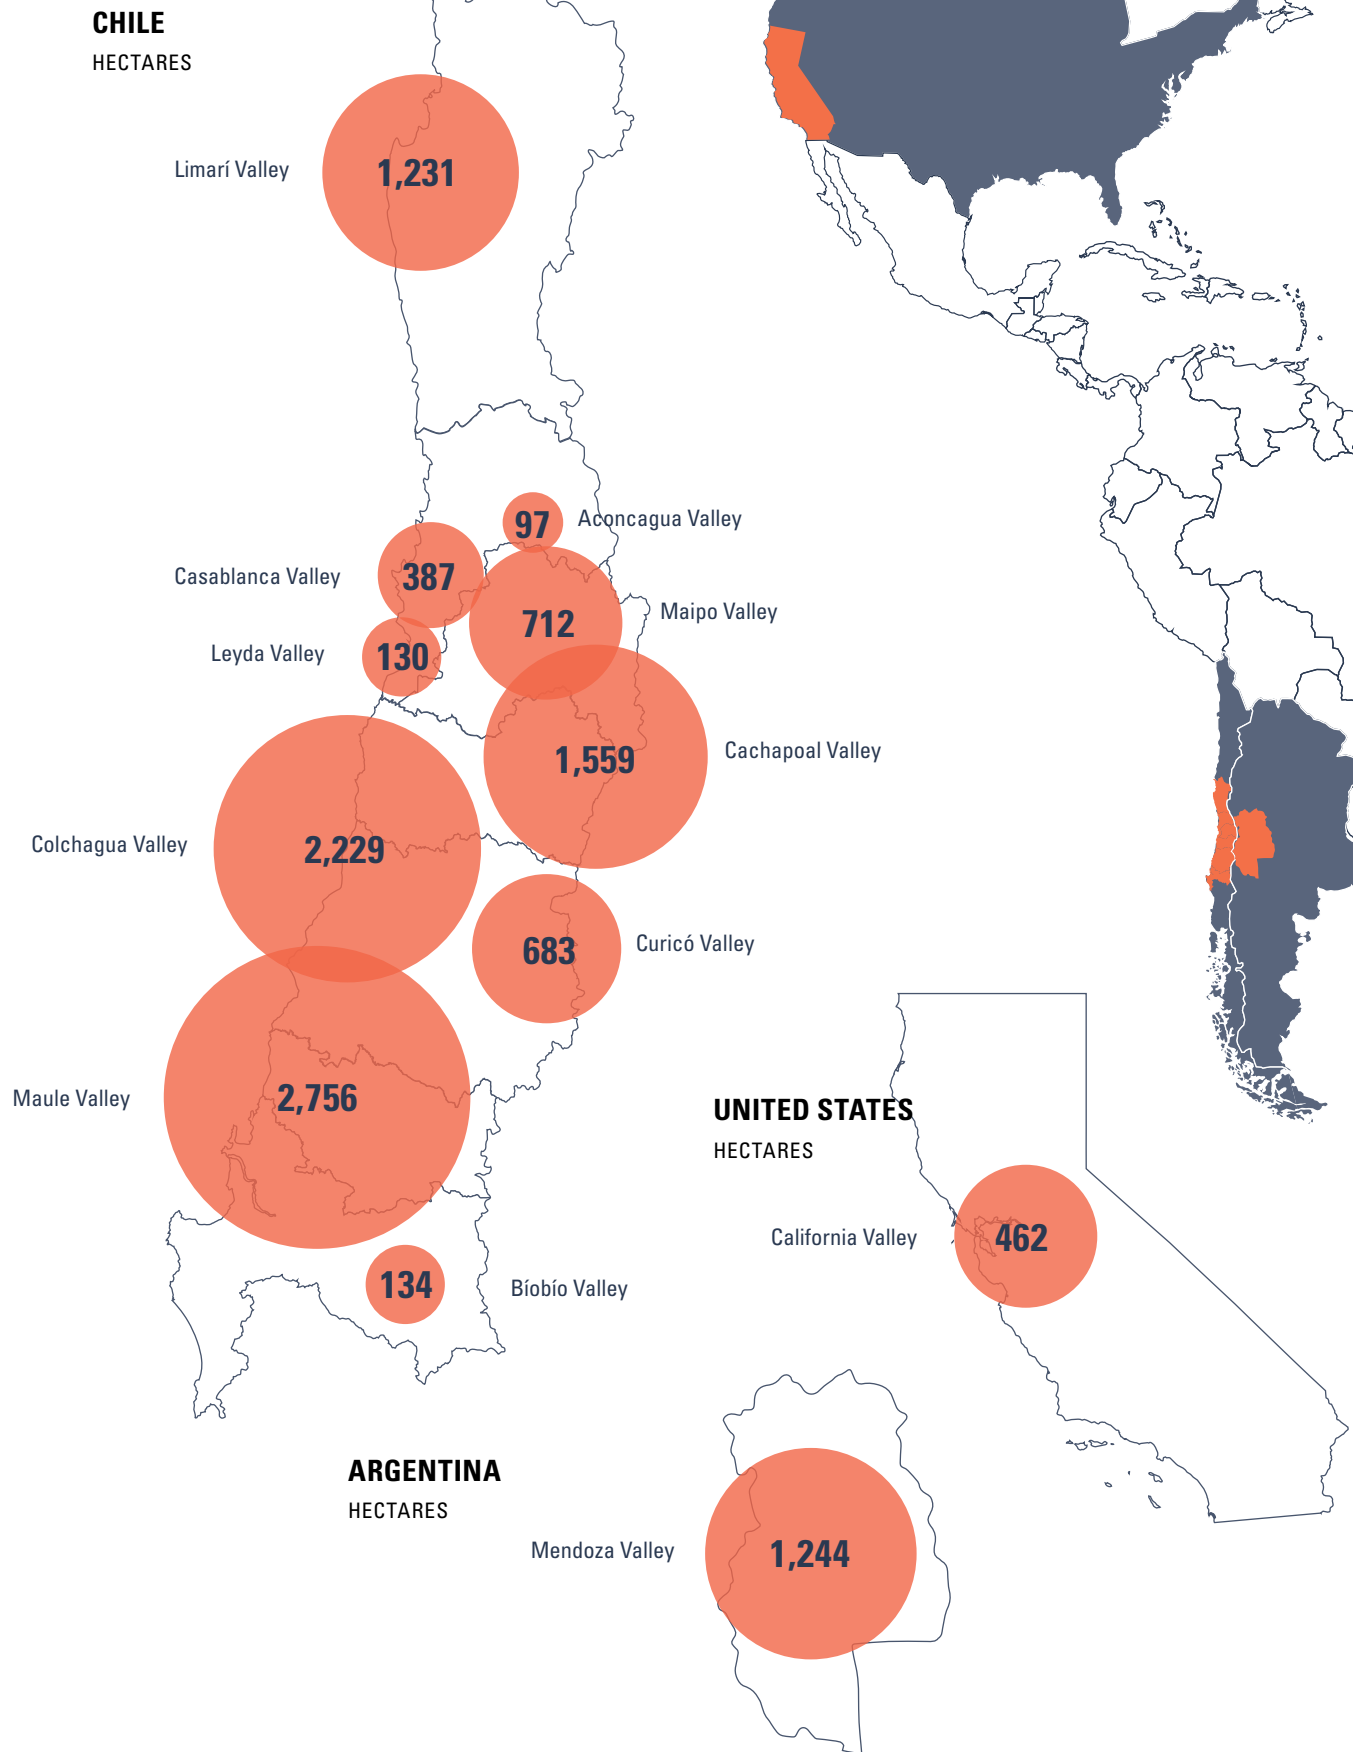 CHILE
HECTARES
Limarí Valley
1,231
97
Aconcagua Valley
Casablanca Valley
387
712
Maipo Valley
Leyda Valley
130
1,559
Cachapoal Valley
Colchagua Valley
2,229
683
Curicó Valley
Maule Valley
2,756
134
Bíobío Valley
UNITED STATES
HECTARES
California Valley
462
ARGENTINA
HECTARES
Mendoza Valley
1,244